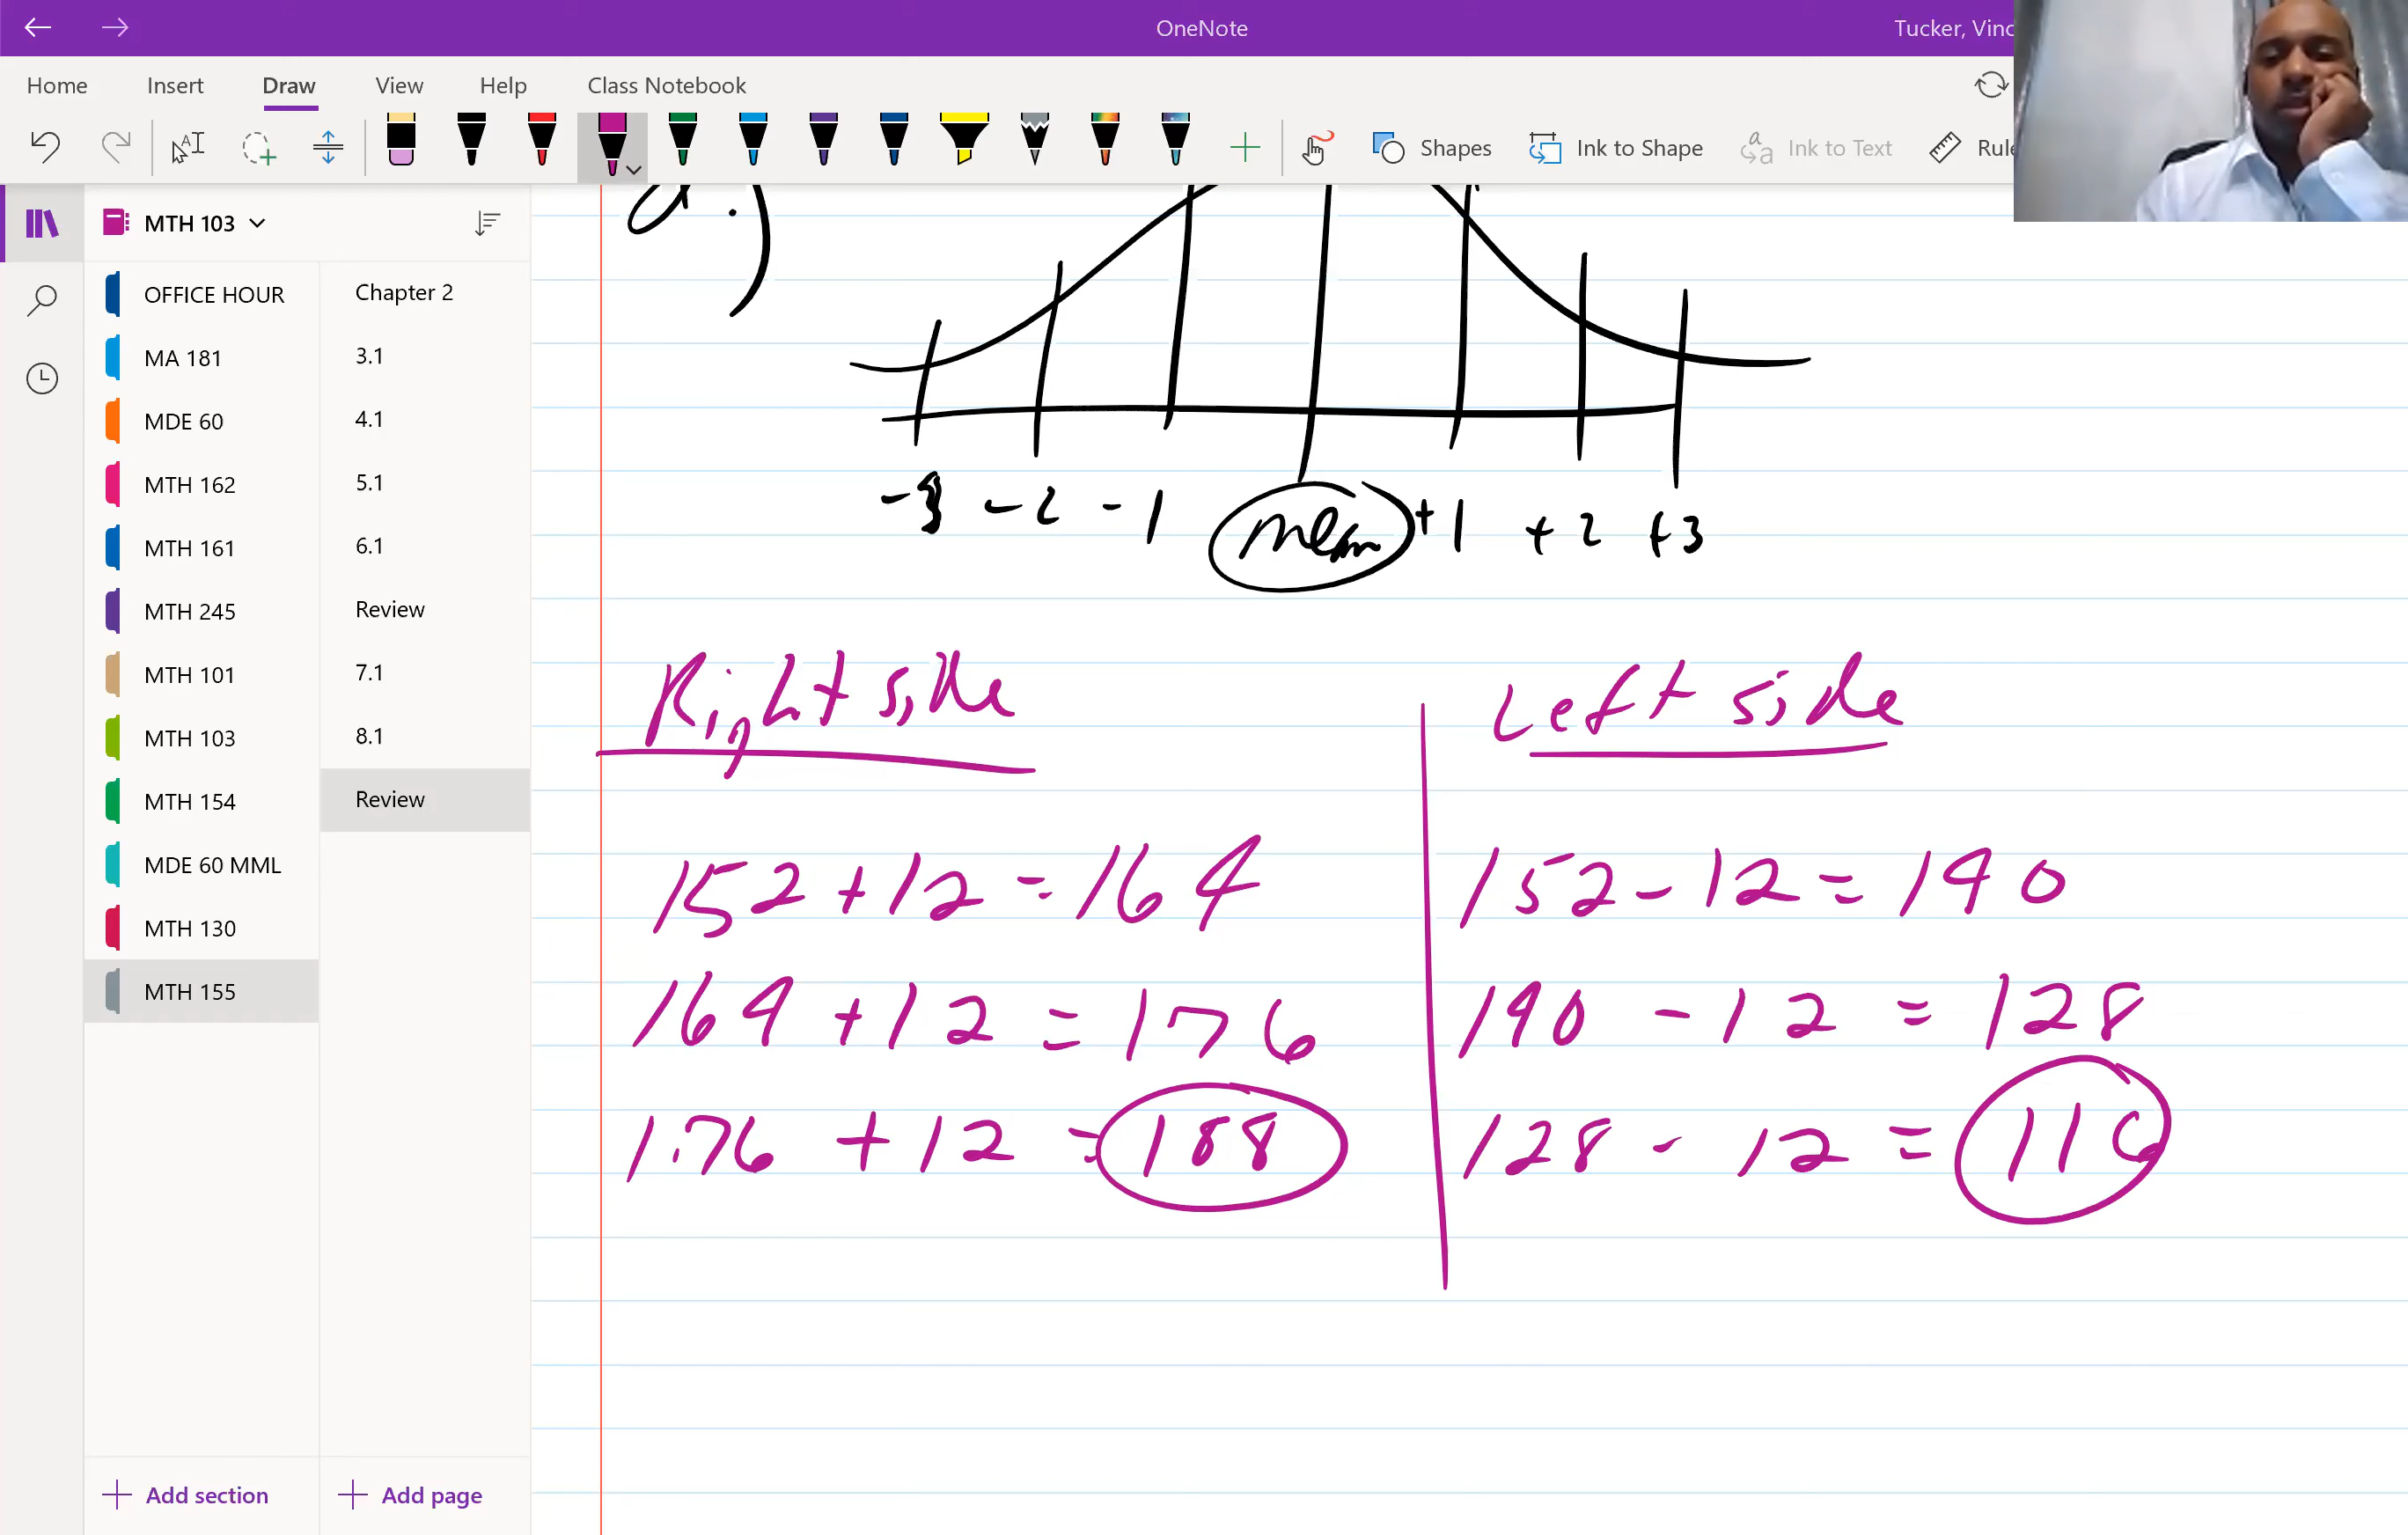 OneNote
Tucker, Vinc
Home Insert Draw View Help Class Notebook
Shapes Ink to Shape Ink to Text Rule
MTH 103
OFFICE HOUR
MA 181
MDE 60
MTH 162
MTH 161
MTH 245
MTH 101
MTH 103
MTH 154
MDE 60 MML
MTH 130
MTH 155
Add section
Chapter 2
3.1
4.1
5.1
6.1
Review
7.1
8.1
Review
Add page
d.)
-3 -2 -1 mean +1 +2 +3
Right side
152 + 12 = 164
164 + 12 = 176
176 + 12 = 188
Left side
152 - 12 = 140
140 - 12 = 128
128 - 12 = 116